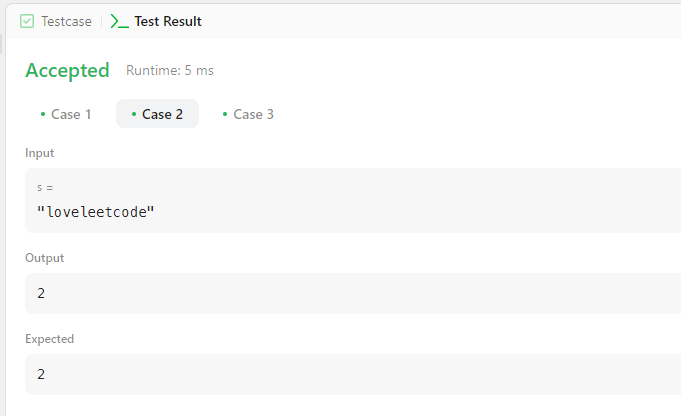 Testcase | Test Result
Accepted Runtime: 5 ms
• Case 1 • Case 2 • Case 3
Input
s =
"loveleetcode"
Output
2
Expected
2